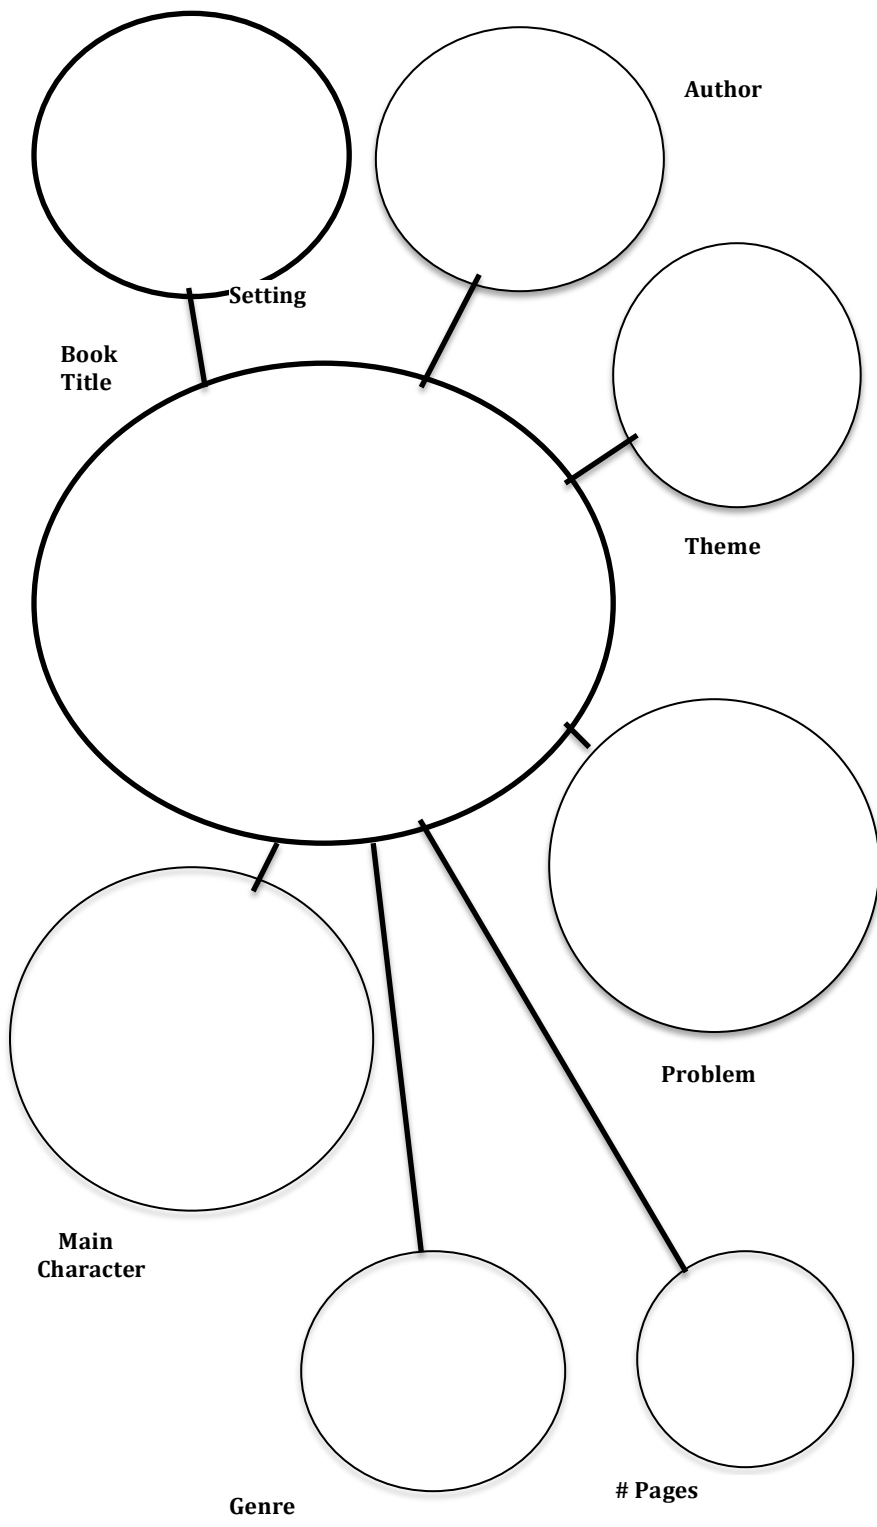 Author
Setting
Book
Title
Theme
Problem
Main
Character
# Pages
Genre